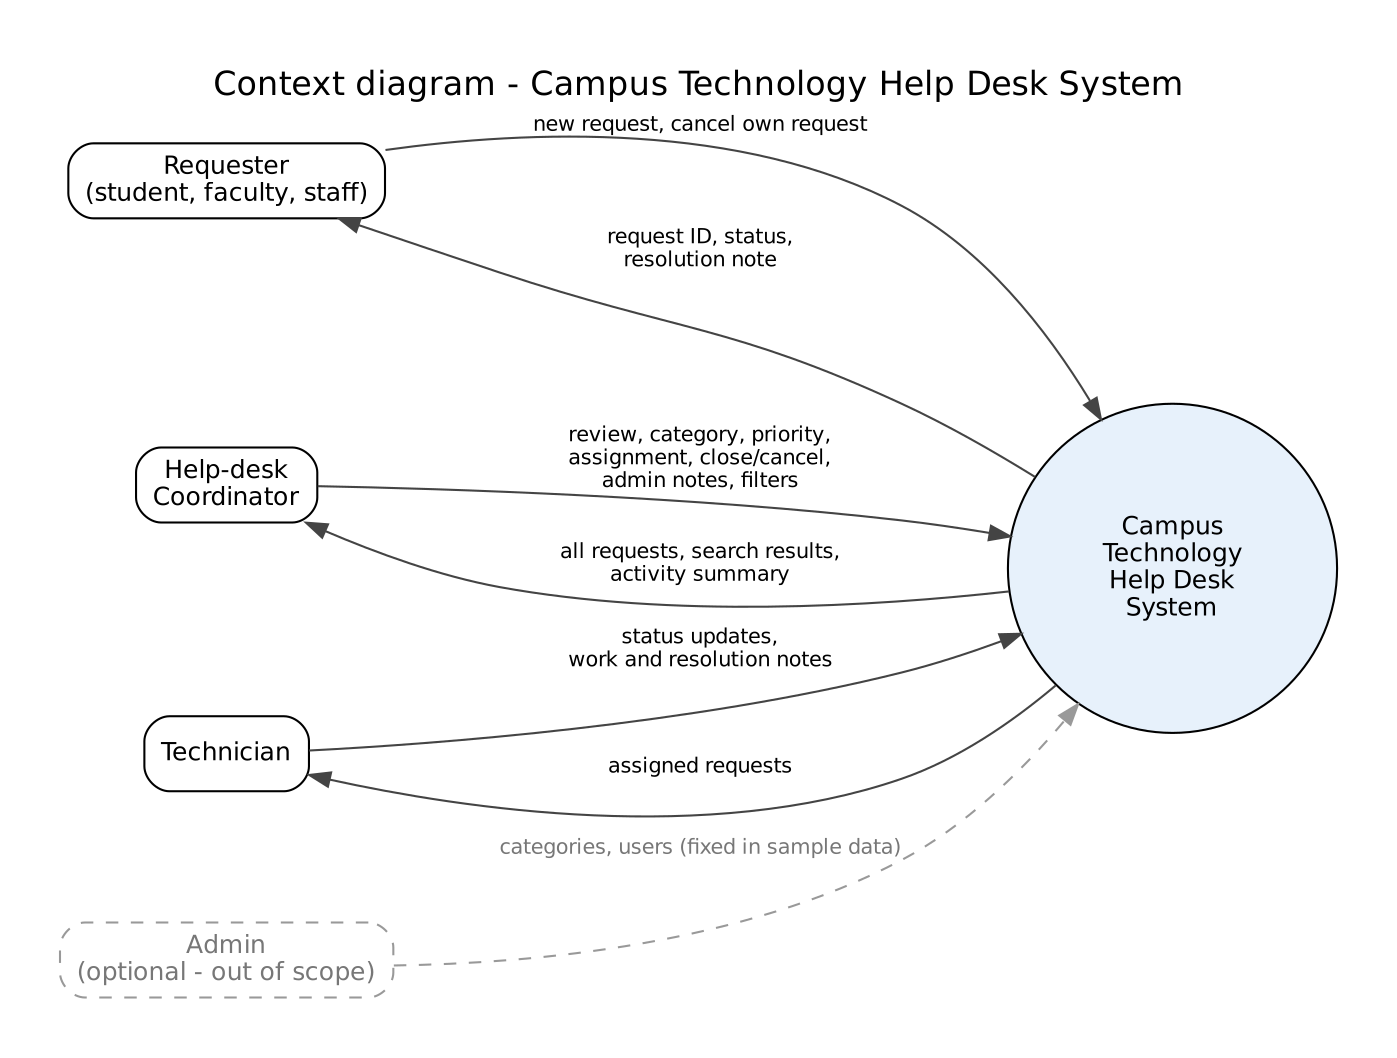 Context diagram - Campus Technology Help Desk System
new request, cancel own request
Requester
(student, faculty, staff)
request ID, status,
resolution note
review, category, priority,
assignment, close/cancel,
admin notes, filters
Help-desk
Coordinator
all requests, search results,
activity summary
Campus
Technology
Help Desk
System
status updates,
work and resolution notes
Technician
assigned requests
categories, users (fixed in sample data)
Admin
(optional - out of scope)